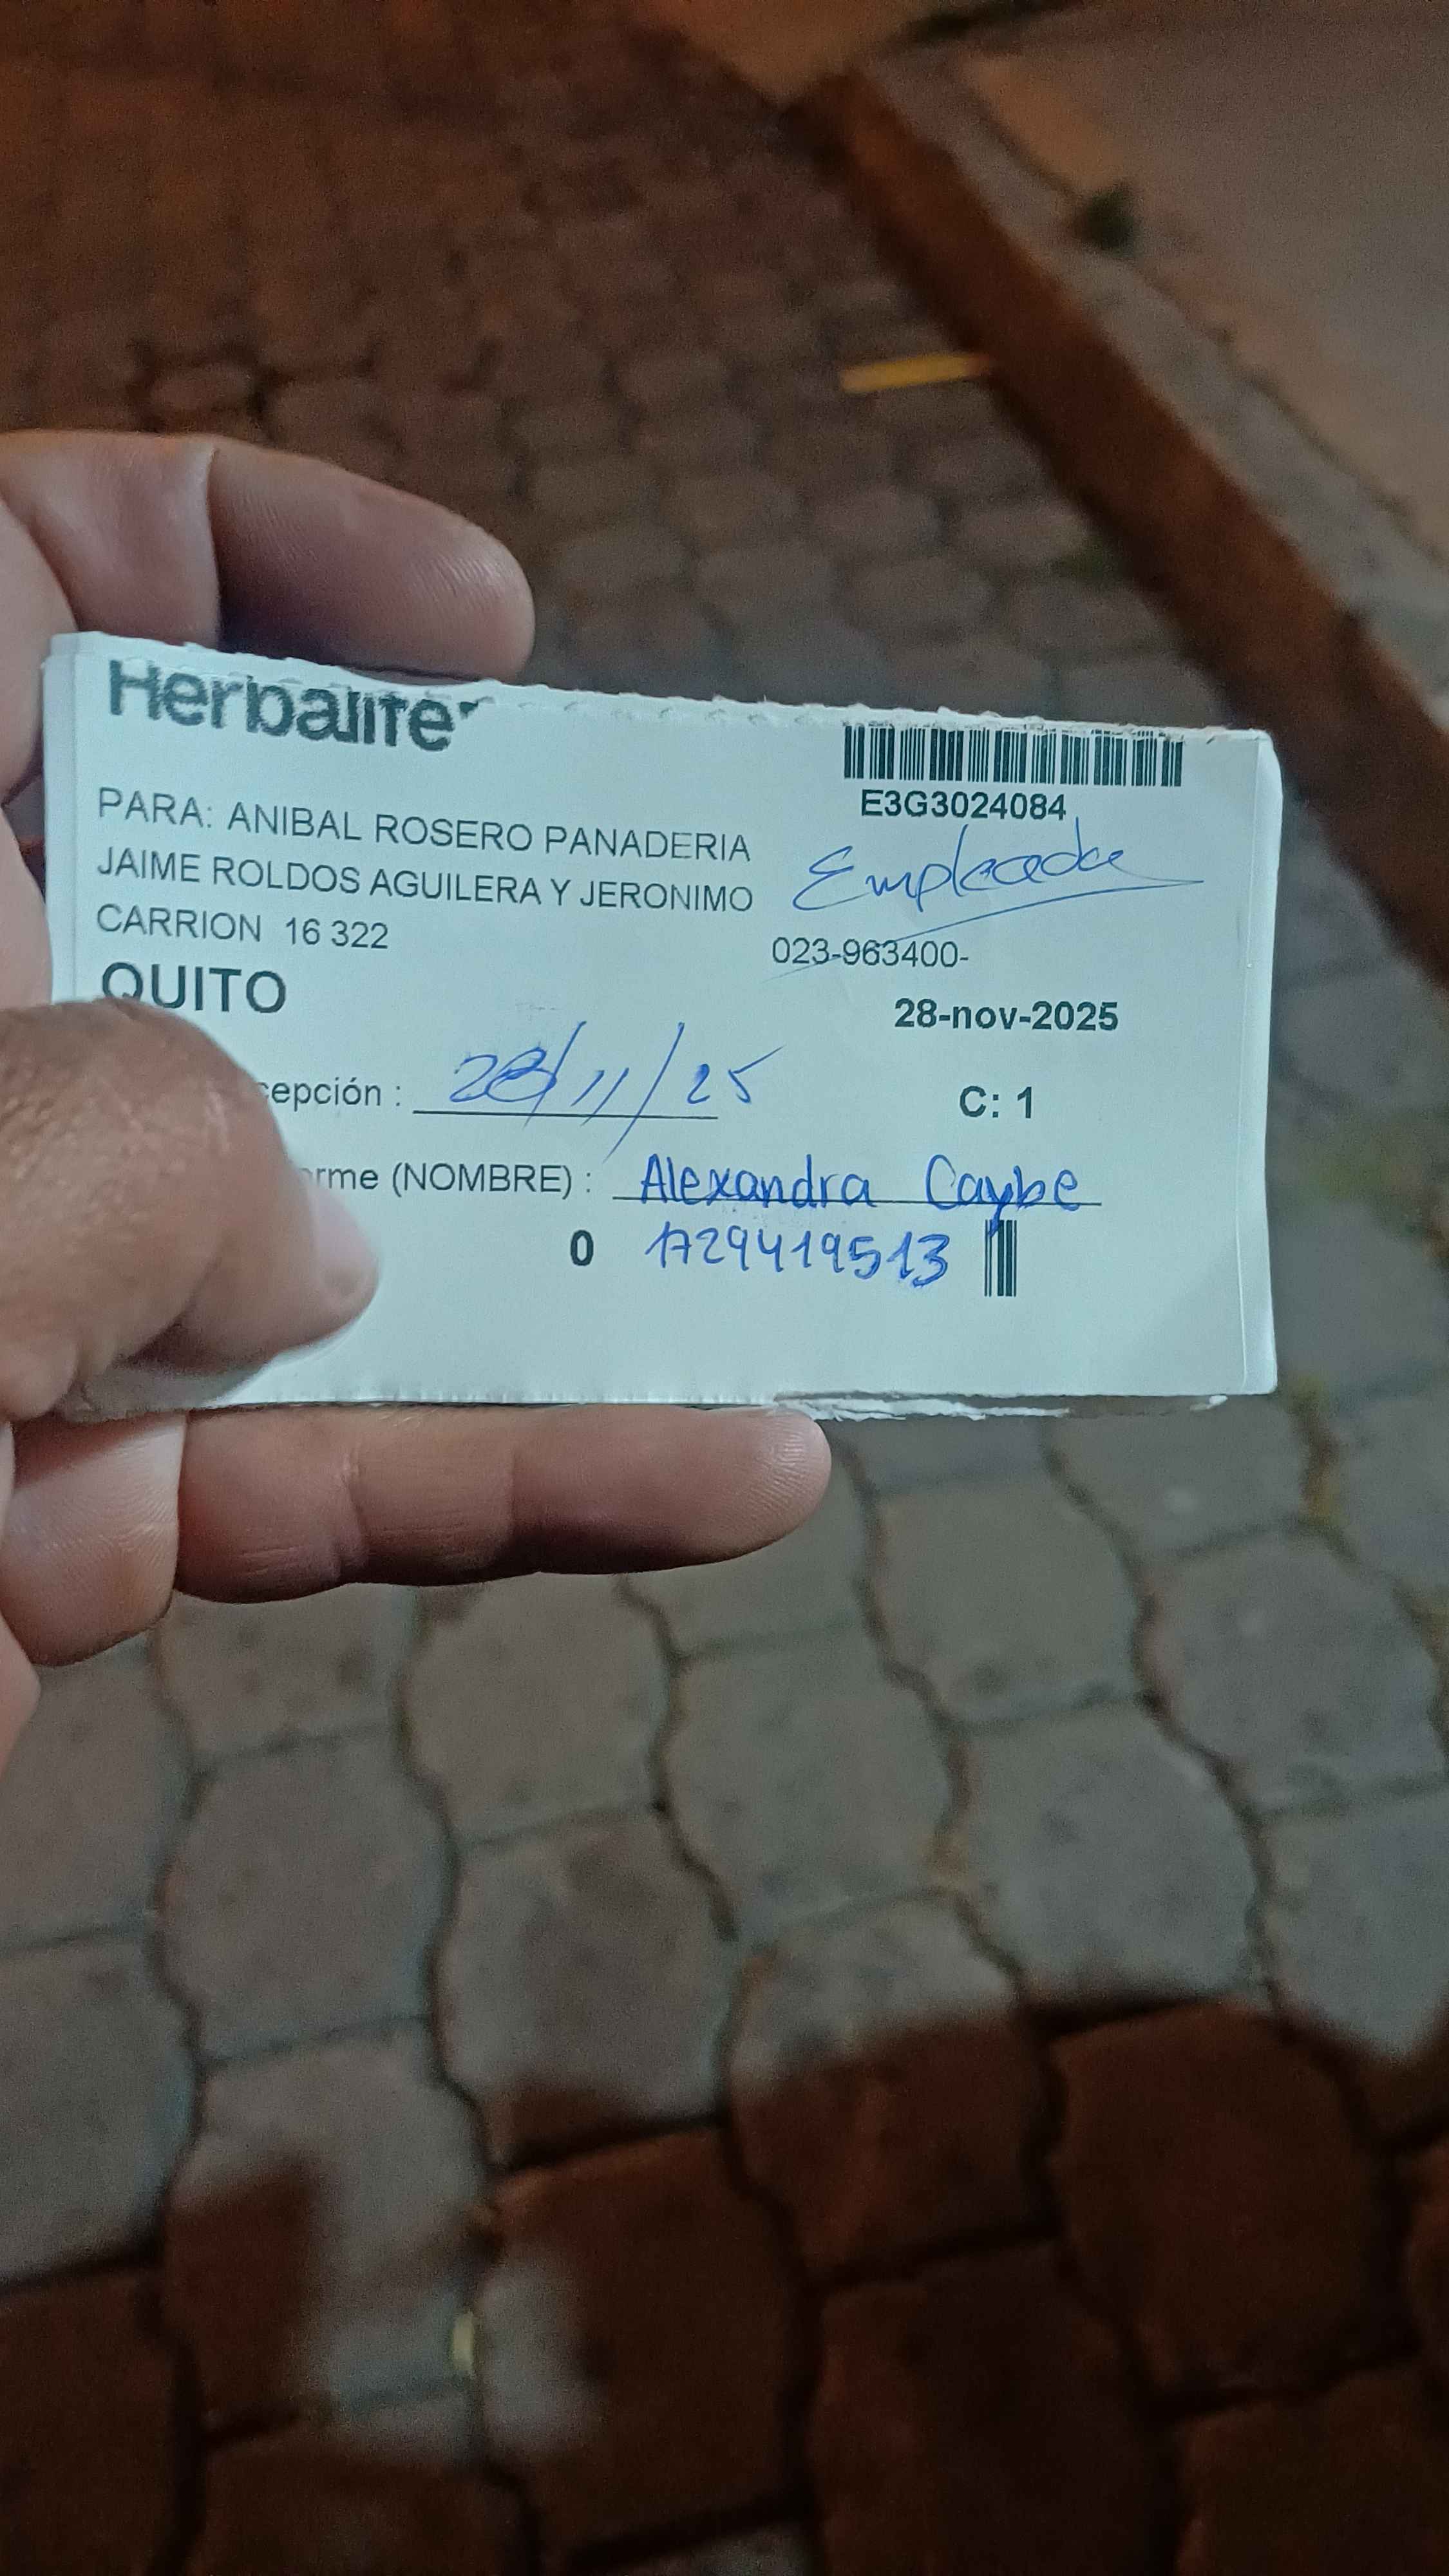 Herbalife
E3G3024084
PARA: ANIBAL ROSERO PANADERIA
Empleada
JAIME ROLDOS AGUILERA Y JERONIMO
CARRION 16 322
023-963400-
QUITO
28-nov-2025
cepción : 28/11/25
C: 1
rme (NOMBRE) : Alexandra Caybe
0 1729419513